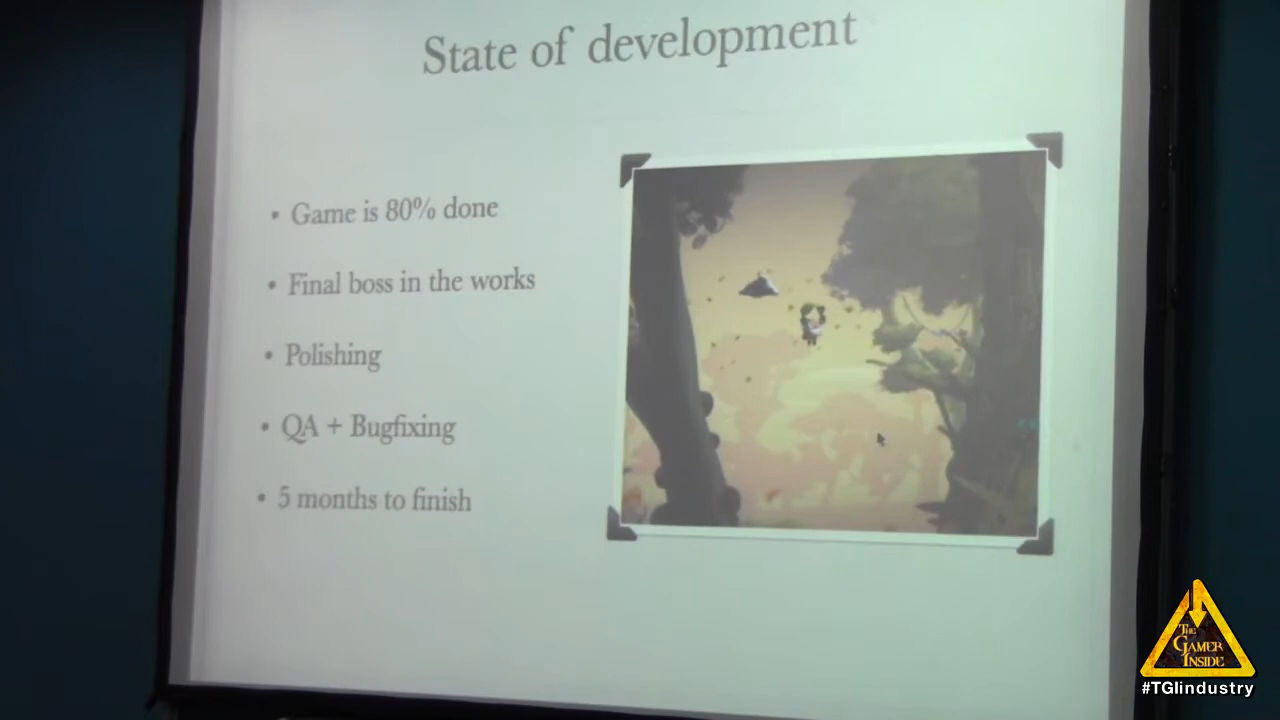 State of development
• Game is 80% done
• Final boss in the works
• Polishing
• QA + Bugfixing
• 5 months to finish
THE
GAMER
INSIDE
#TGIindustry